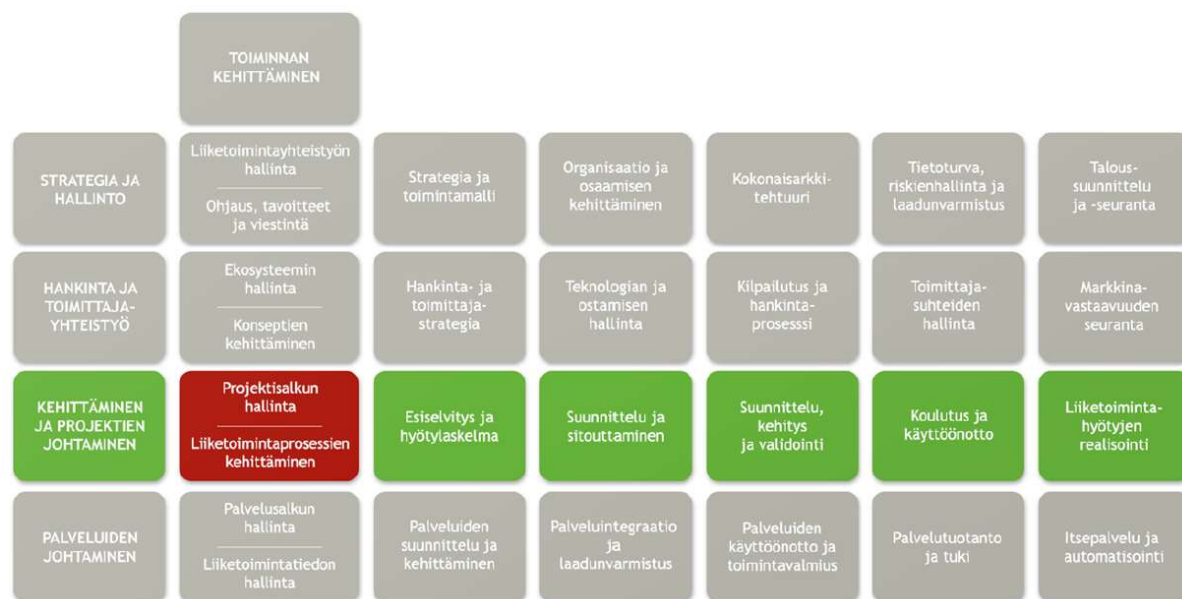 TOIMINNAN
KEHITTÄMINEN
STRATEGIA JA
HALLINTO
Liiketoimintayhteistyön
hallinta
Ohjaus, tavoitteet
ja viestintä
Strategia ja
toimintamalli
Organisaatio ja
osaamisen
kehittäminen
Kokonaisarkki-
tehtuuri
Tietoturva,
riskienhallinta ja
laadunvarmistus
Talous-
suunnittelu
ja -seuranta
HANKINTA JA
TOIMITTAJA-
YHTEISTYÖ
Ekosysteemin
hallinta
Konseptien
kehittäminen
Hankinta- ja
toimittaja-
strategia
Teknologian ja
ostamisen
hallinta
Kilpailutus ja
hankinta-
prosesssi
Toimittaja-
suhteiden
hallinta
Markkina-
vastaavuuden
seuranta
KEHITTÄMINEN
JA PROJEKTIEN
JOHTAMINEN
Projektisalkun
hallinta
Liiketoimintaprosessien
kehittäminen
Esiselvitys ja
hyötylaskelma
Suunnittelu ja
sitouttaminen
Suunnittelu,
kehitys
ja validointi
Koulutus ja
käyttöönotto
Liiketoiminta-
hyötyjen
realisointi
PALVELUIDEN
JOHTAMINEN
Palvelusalkun
hallinta
Liiketoimintatiedon
hallinta
Palveluiden
suunnittelu ja
kehittäminen
Palveluintegraatio
ja
laadunvarmistus
Palveluiden
käyttöönotto ja
toimintavalmius
Palvelutuotanto
ja tuki
Itsepalvelu ja
automatisointi